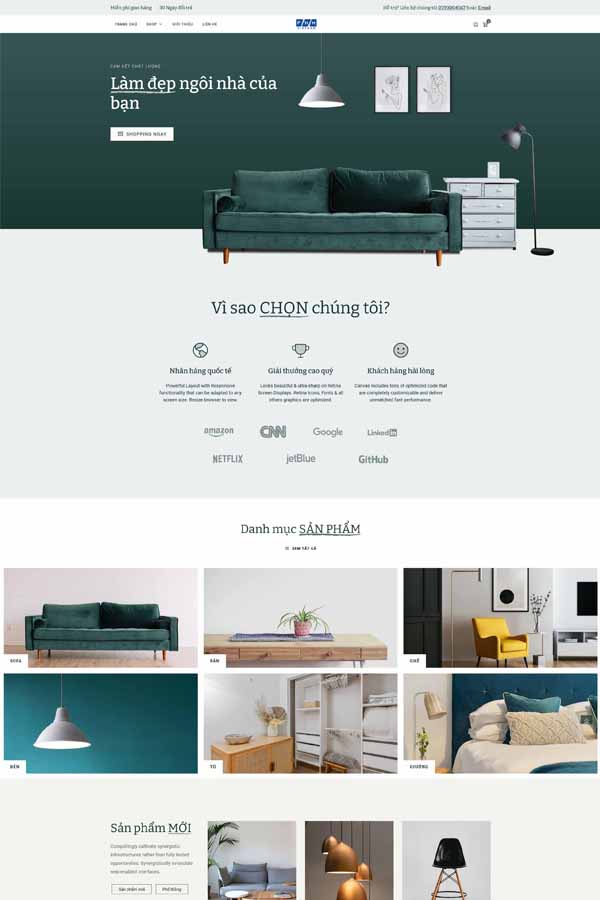 Miễn phí giao hàng 30 Ngày đổi trả
Hỗ trợ? Liên hệ chúng tôi hoặc Email
TRANG CHỦ SHOP GIỚI THIỆU LIÊN HỆ
CAM KẾT CHẤT LƯỢNG
Làm đẹp ngôi nhà của
bạn
SHOPPING NGAY
Vì sao CHỌN chúng tôi?
Nhãn hàng quốc tế
Powerful Layout with Responsive
functionality that can be adapted to any
screen size. Resize browser to view.
Giải thưởng cao quý
Looks beautiful & ultra-sharp on Retina
Screen Displays. Retina Icons, Fonts & all
others graphics are optimized.
Khách hàng hài lòng
Canvas includes tons of optimized code that
are completely customizable and deliver
unmatched fast performance.
amazon CNN Google LinkedIn
NETFLIX jetBlue GitHub
Danh mục SẢN PHẨM
XEM TẤT CẢ
SOFA
BÀN
GHẾ
ĐÈN
TỦ
GIƯỜNG
Sản phẩm MỚI
Compellingly cultivate synergistic
infrastructures rather than fully tested
opportunities. Synergistically evisculate
web-enabled interfaces.
Sản phẩm mới Phổ Thông